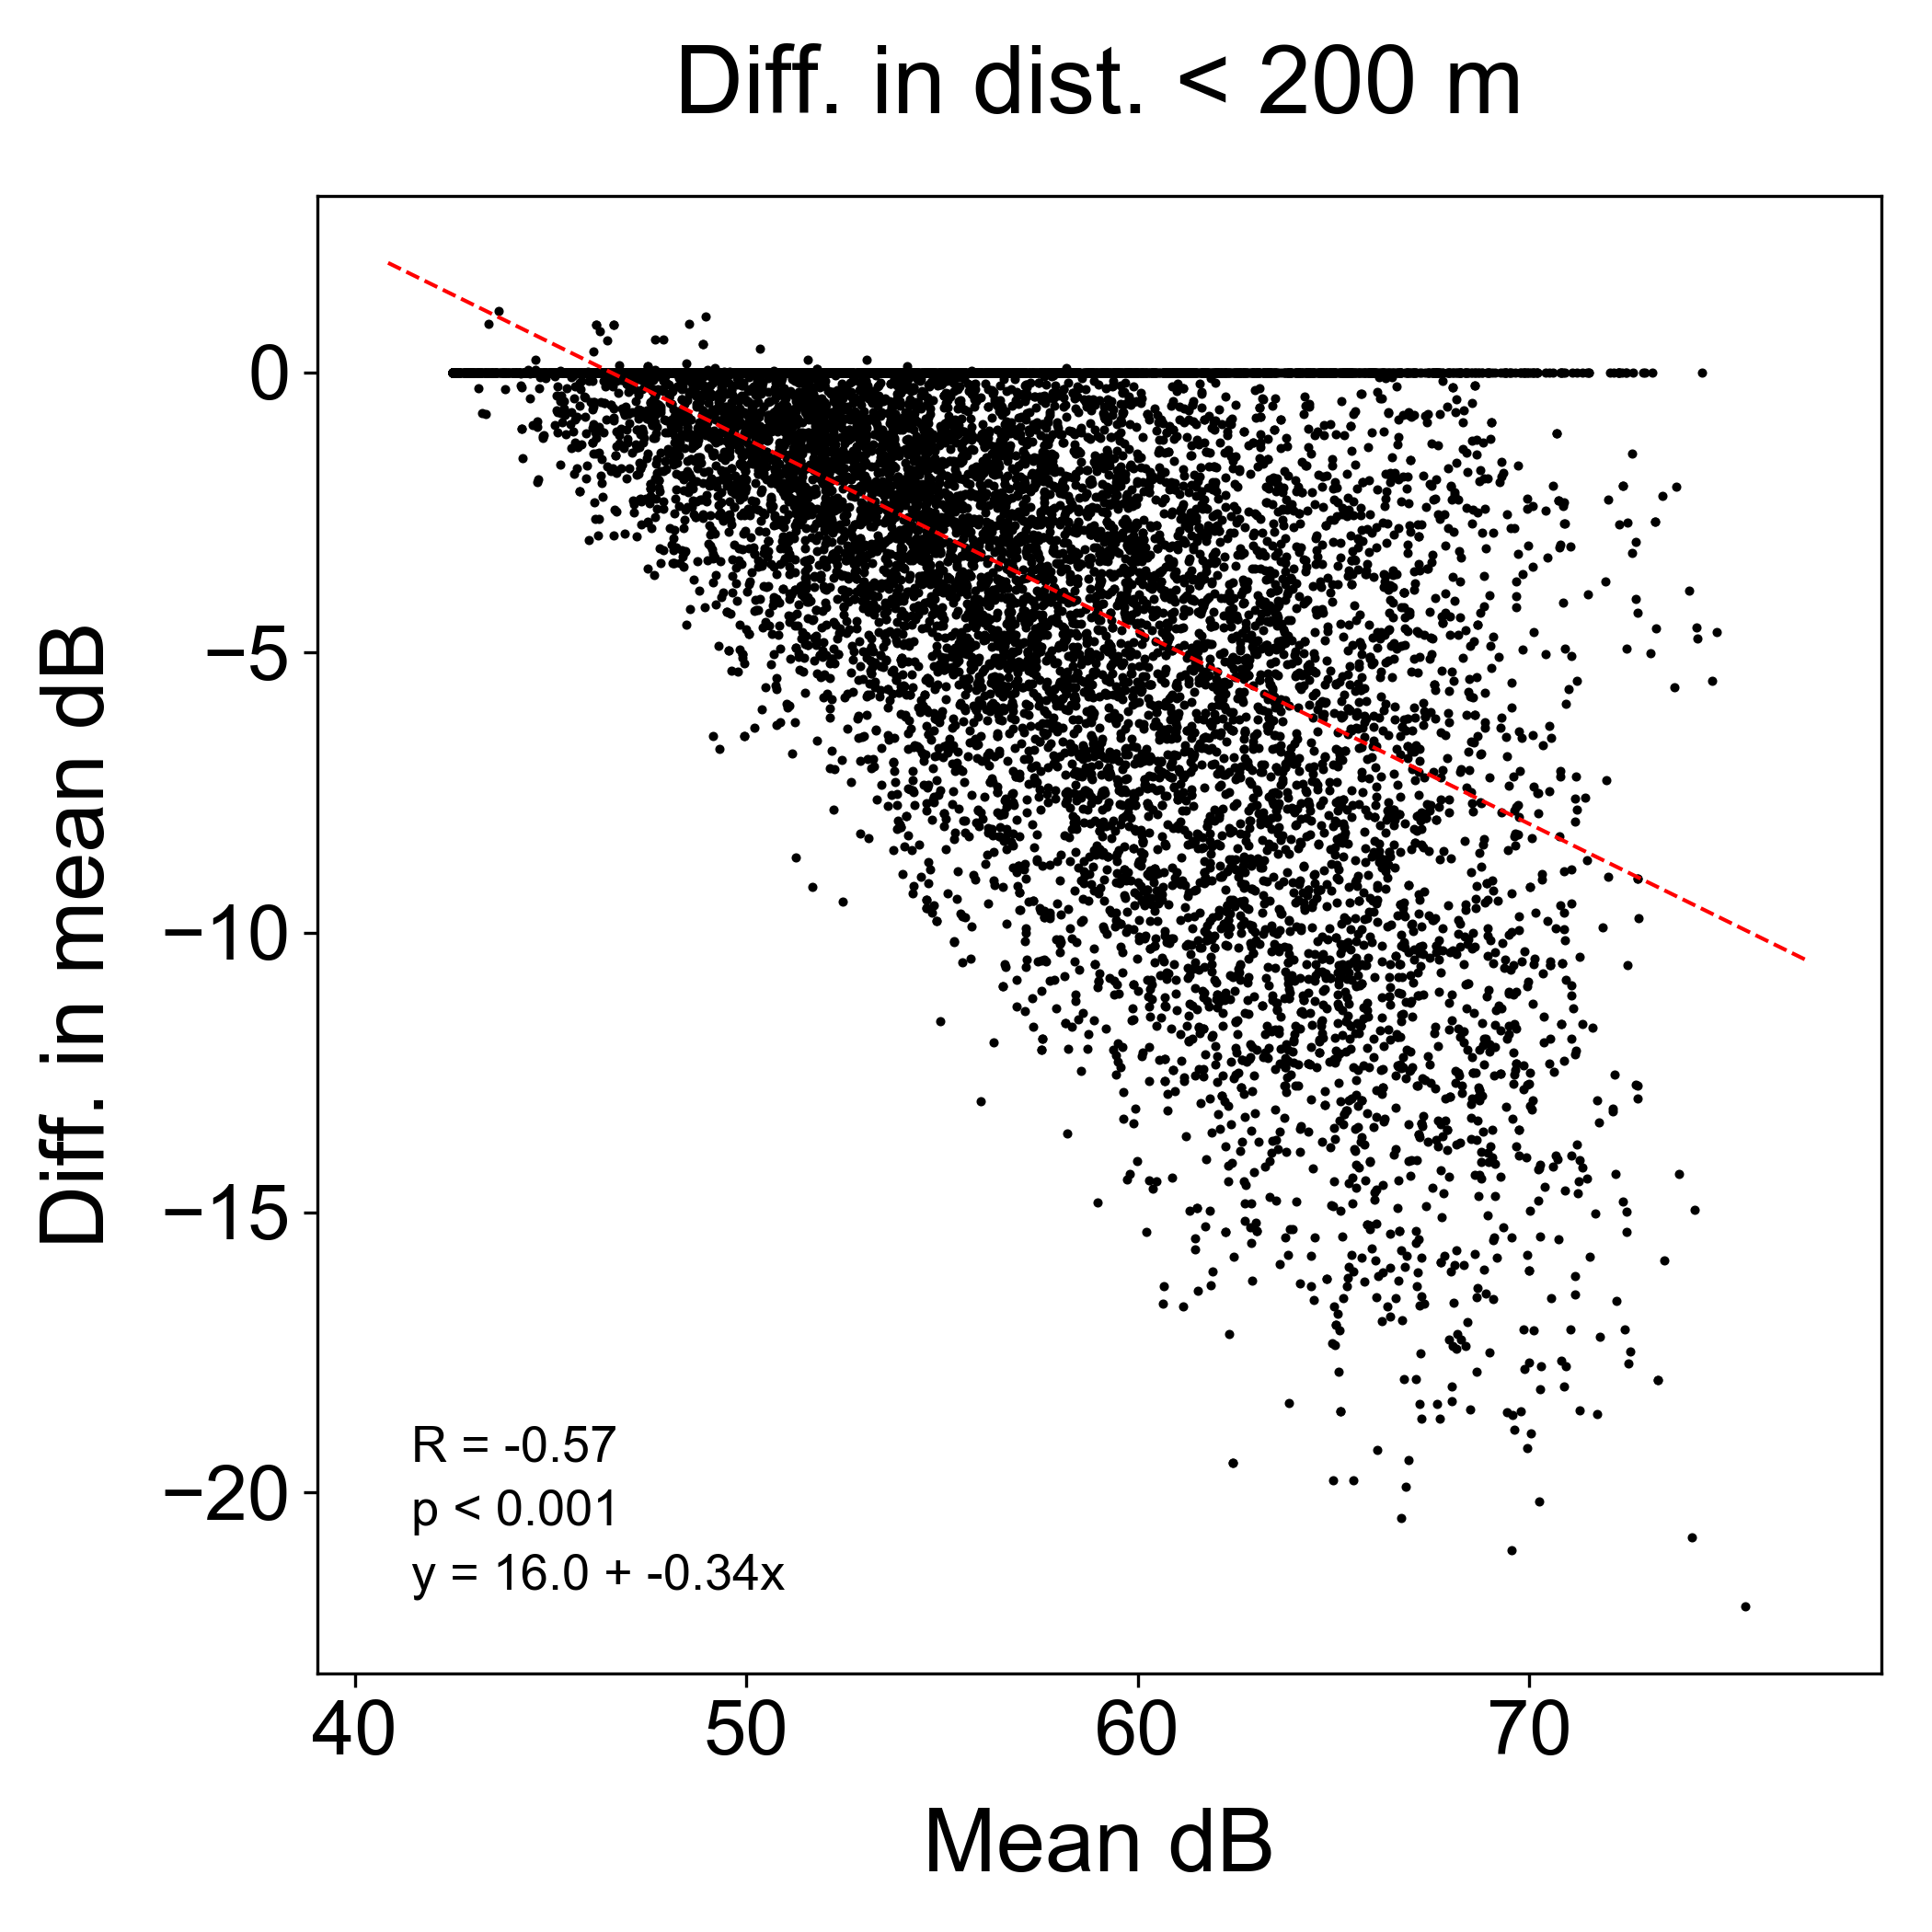 Diff. in dist. < 200 m
Diff. in mean dB
0
−5
−10
−15
−20
R = -0.57
p < 0.001
y = 16.0 + -0.34x
40 50 60 70
Mean dB